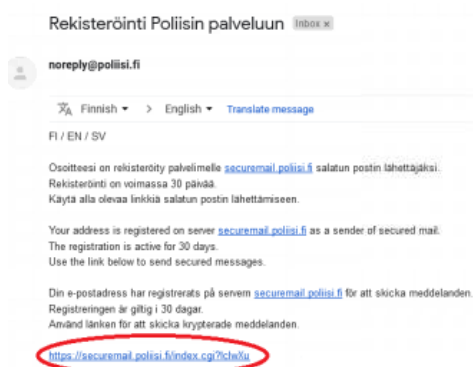 Rekisteröinti Poliisin palveluun Inbox ×
noreply@poliisi.fi
Finnish > English Translate message
FI / EN / SV
Osoitteesi on rekisteröity palvelimelle securemail.poliisi.fi salatun postin lähettäjäksi.
Rekisteröinti on voimassa 30 päivää.
Käytä alla olevaa linkkiä salatun postin lähettämiseen.
Your address is registered on server securemail.poliisi.fi as a sender of secured mail.
The registration is active for 30 days.
Use the link below to send secured messages.
Din e-postadress har registrerats på servern securemail.poliisi.fi för att skicka meddelanden.
Registreringen är giltig i 30 dagar.
Använd länken för att skicka krypterade meddelanden.
https://securemail.poliisi.fi/index.cgi?lclwXu